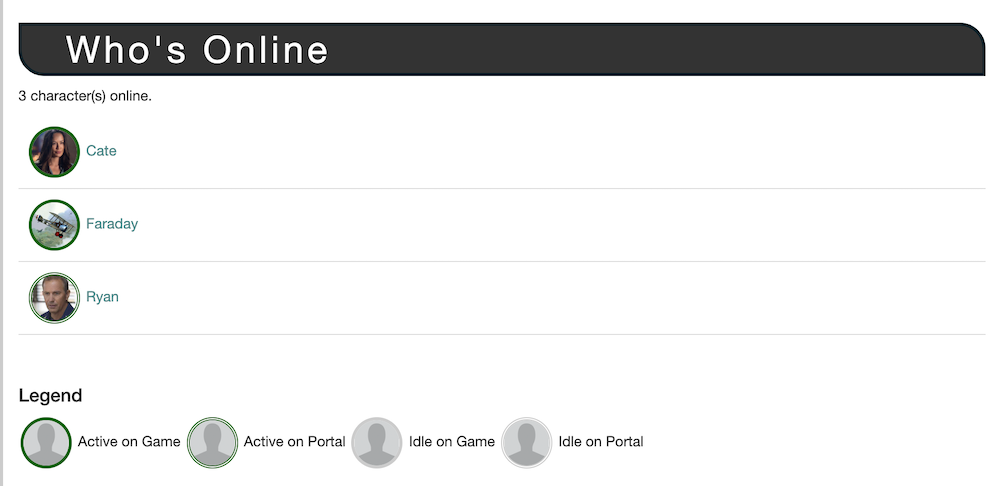 Who's Online
3 character(s) online.
Cate
Faraday
Ryan
Legend
Active on Game Active on Portal Idle on Game Idle on Portal